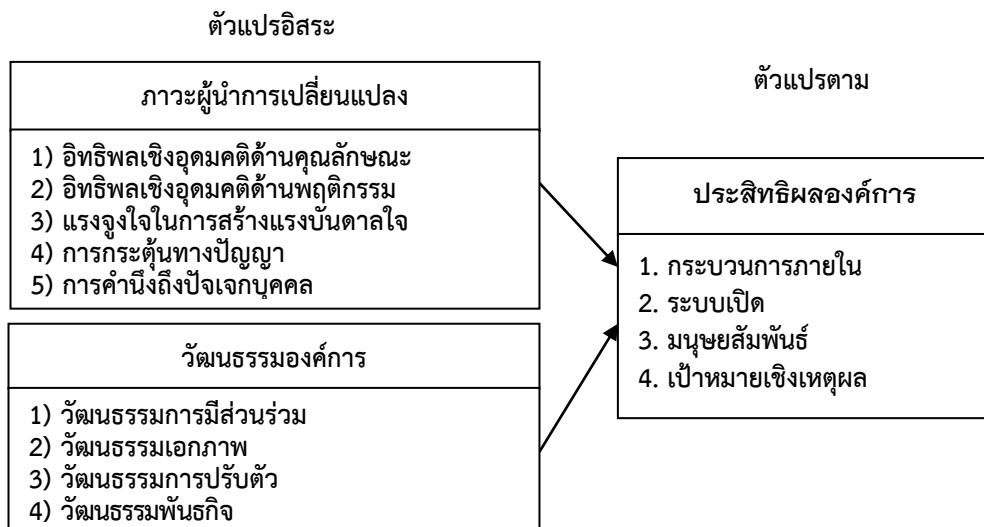 ตัวแปรอิสระ
ภาวะผู้นำการเปลี่ยนแปลง
1) อิทธิพลเชิงอุดมคติด้านคุณลักษณะ
2) อิทธิพลเชิงอุดมคติด้านพฤติกรรม
3) แรงจูงใจในการสร้างแรงบันดาลใจ
4) การกระตุ้นทางปัญญา
5) การคำนึงถึงปัจเจกบุคคล
วัฒนธรรมองค์การ
1) วัฒนธรรมการมีส่วนร่วม
2) วัฒนธรรมเอกภาพ
3) วัฒนธรรมการปรับตัว
4) วัฒนธรรมพันธกิจ
ตัวแปรตาม
ประสิทธิผลองค์การ
1. กระบวนการภายใน
2. ระบบเปิด
3. มนุษยสัมพันธ์
4. เป้าหมายเชิงเหตุผล